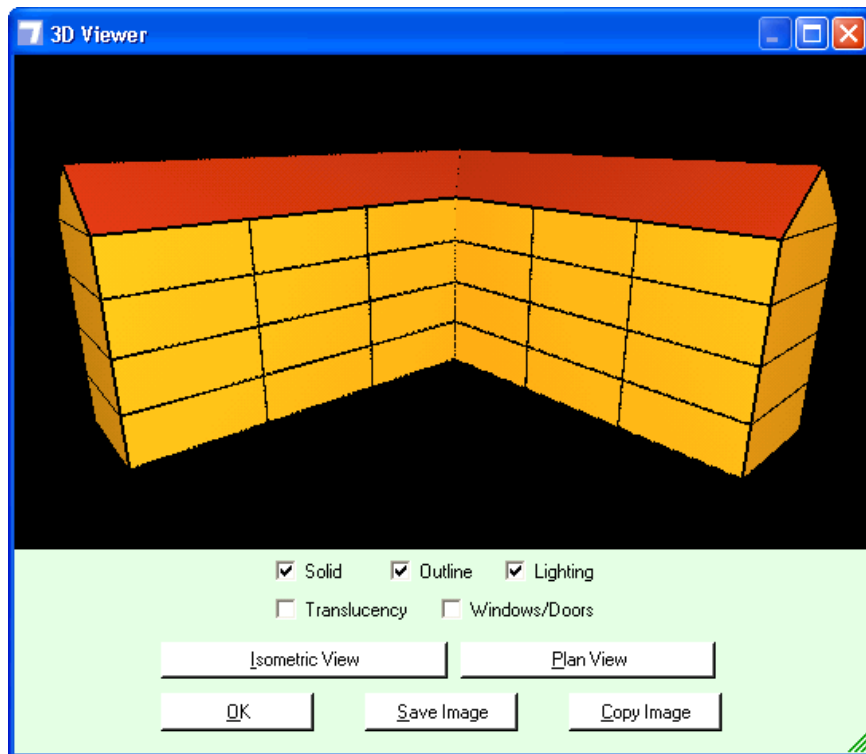 3D Viewer
Solid Outline Lighting
Translucency Windows/Doors
Isometric View Plan View
OK Save Image Copy Image